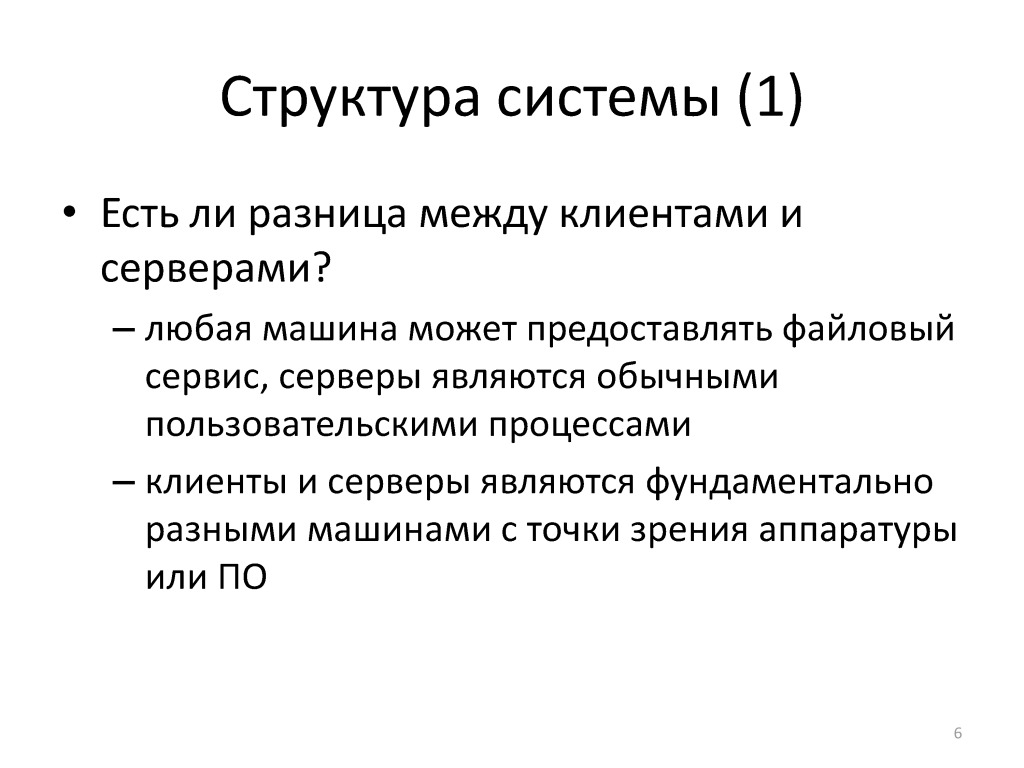 Структура системы (1)
• Есть ли разница между клиентами и
серверами?
– любая машина может предоставлять файловый
сервис, серверы являются обычными
пользовательскими процессами
– клиенты и серверы являются фундаментально
разными машинами с точки зрения аппаратуры
или ПО
6